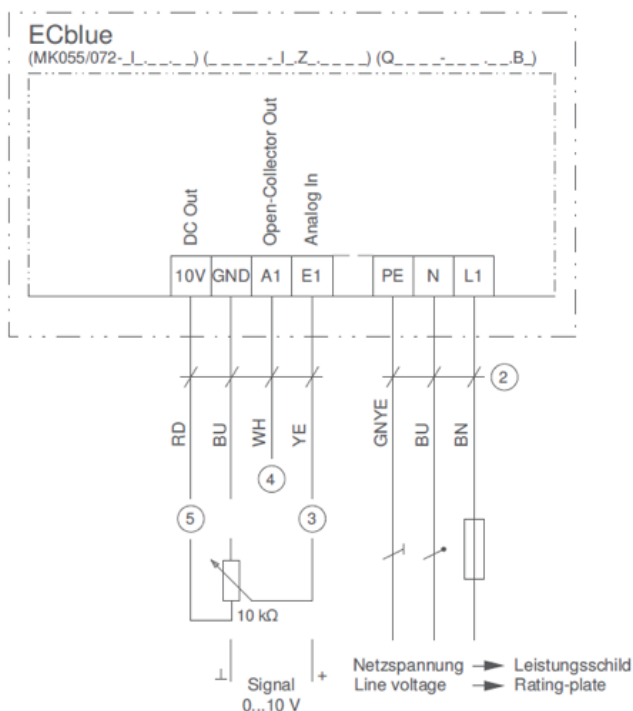 ECblue
(MK055/072-_I_._ _._ _) (_ _ _ _ _-_I_.Z_._ _ _ _) (Q_ _ _ _-_ _ _ _._ _.B_)
DC Out
Open-Collector Out
Analog In
10V GND A1 E1 PE N L1
2
RD BU WH YE GNYE BU BN
4
5 3
10 kΩ
⊥ Signal +
0...10 V
Netzspannung → Leistungsschild
Line voltage → Rating-plate